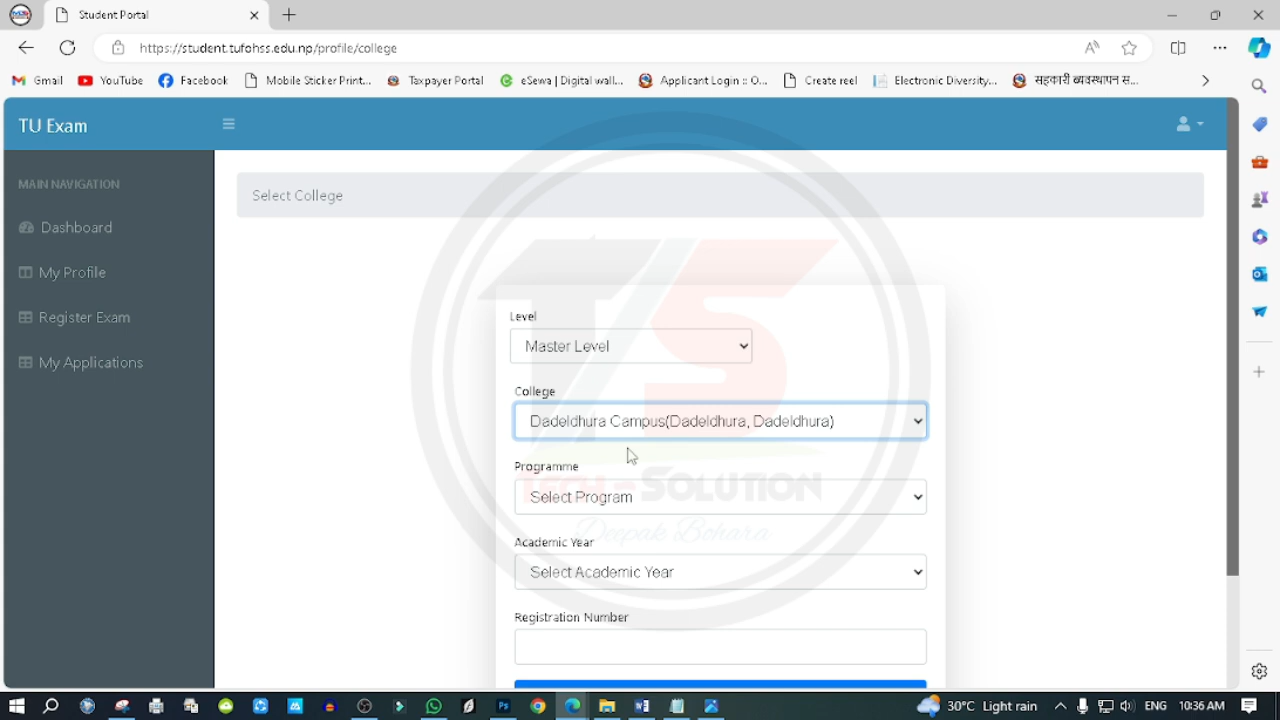 Student Portal
https://student.tufohss.edu.np/profile/college
Gmail
YouTube
Facebook
Mobile Sticker Print...
Taxpayer Portal
eSewa | Digital wall...
Applicant Login :: O...
Create reel
Electronic Diversity...
सहकारी ब्यवस्थापन स...
TU Exam
MAIN NAVIGATION
Dashboard
My Profile
Register Exam
My Applications
Select College
Level
Master Level
College
Dadeldhura Campus(Dadeldhura, Dadeldhura)
Programme
Select Program
Academic Year
Select Academic Year
Registration Number
TS
TECH - SOLUTION
Deepak Bohara
30°C Light rain
ENG
10:36 AM